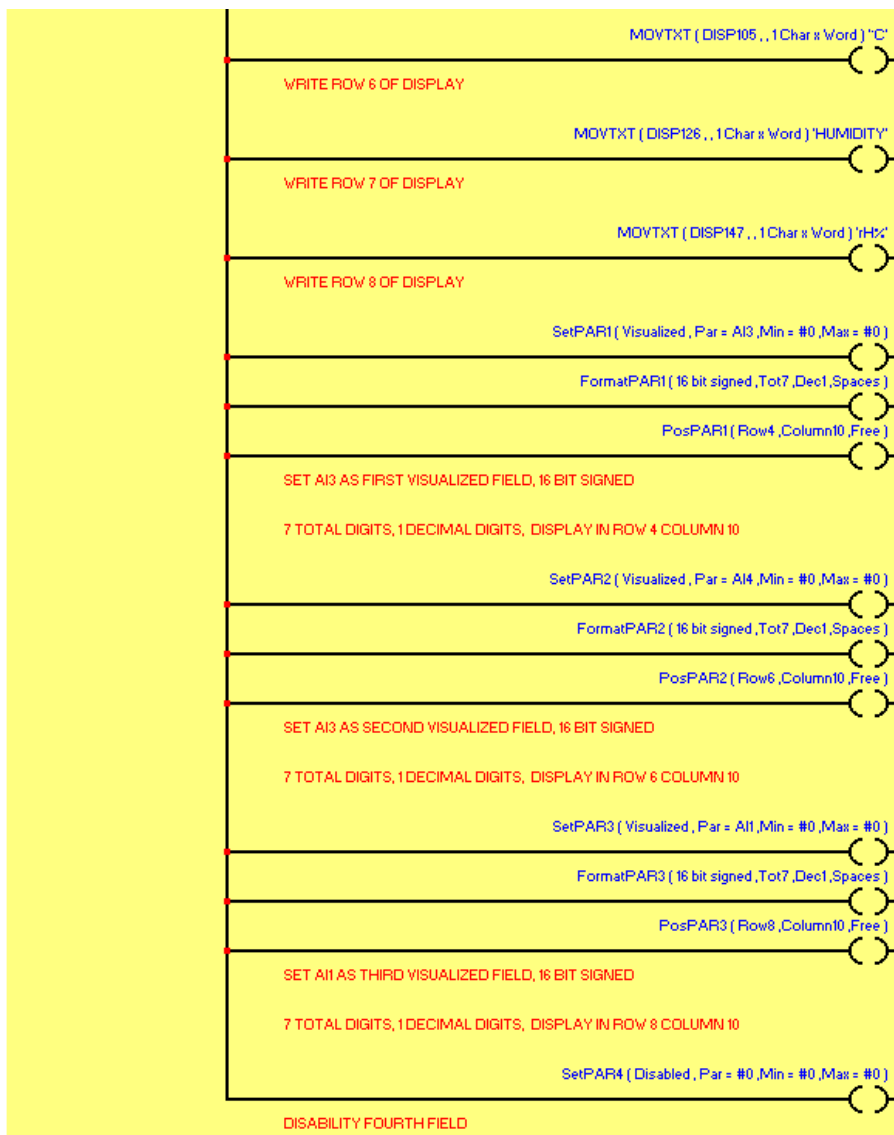 MOVTXT ( DISP105 , , 1 Char x Word ) '°C'
WRITE ROW 6 OF DISPLAY
MOVTXT ( DISP126 , , 1 Char x Word ) 'HUMIDITY'
WRITE ROW 7 OF DISPLAY
MOVTXT ( DISP147 , , 1 Char x Word ) 'rH%'
WRITE ROW 8 OF DISPLAY
SetPAR1 ( Visualized , Par = AI3 ,Min = #0 ,Max = #0 )
FormatPAR1 ( 16 bit signed ,Tot7 ,Dec1 ,Spaces )
PosPAR1 ( Row4 ,Column10 ,Free )
SET AI3 AS FIRST VISUALIZED FIELD, 16 BIT SIGNED
7 TOTAL DIGITS, 1 DECIMAL DIGITS, DISPLAY IN ROW 4 COLUMN 10
SetPAR2 ( Visualized , Par = AI4 ,Min = #0 ,Max = #0 )
FormatPAR2 ( 16 bit signed ,Tot7 ,Dec1 ,Spaces )
PosPAR2 ( Row6 ,Column10 ,Free )
SET AI3 AS SECOND VISUALIZED FIELD, 16 BIT SIGNED
7 TOTAL DIGITS, 1 DECIMAL DIGITS, DISPLAY IN ROW 6 COLUMN 10
SetPAR3 ( Visualized , Par = AI1 ,Min = #0 ,Max = #0 )
FormatPAR3 ( 16 bit signed ,Tot7 ,Dec1 ,Spaces )
PosPAR3 ( Row8 ,Column10 ,Free )
SET AI1 AS THIRD VISUALIZED FIELD, 16 BIT SIGNED
7 TOTAL DIGITS, 1 DECIMAL DIGITS, DISPLAY IN ROW 8 COLUMN 10
SetPAR4 ( Disabled , Par = #0 ,Min = #0 ,Max = #0 )
DISABILITY FOURTH FIELD